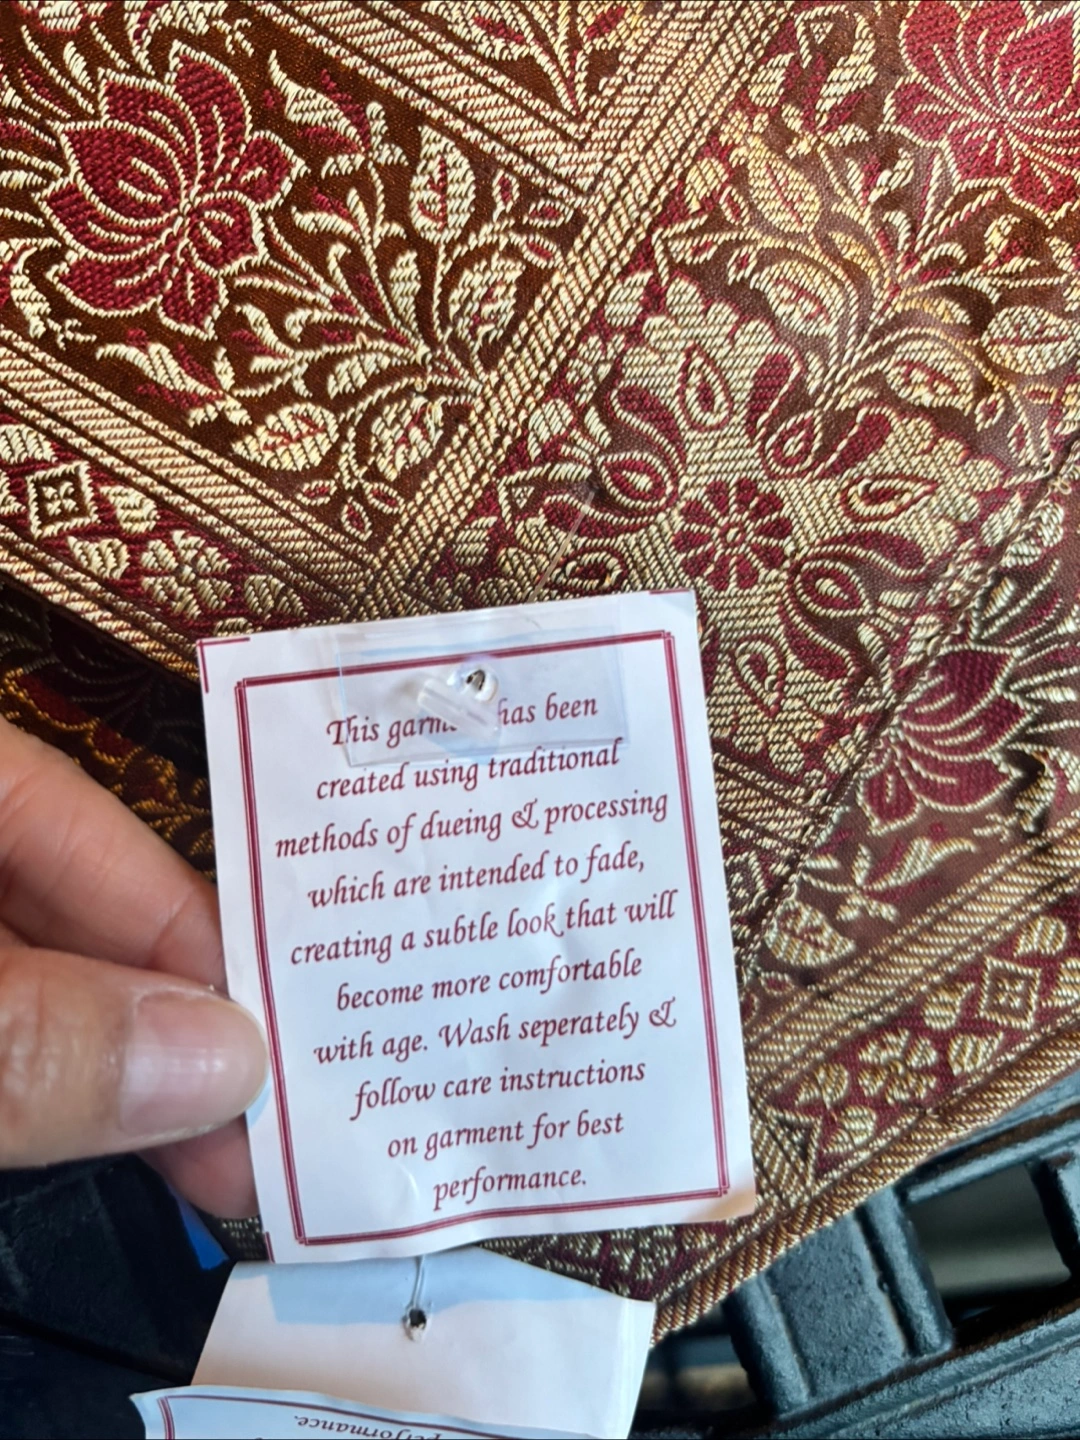 This has been
created using traditional
methods of dueing & processing
which are intended to fade,
creating a subtle look that will
become more comfortable
with age. Wash seperately &
follow care instructions
on garment for best
performance.
performance.